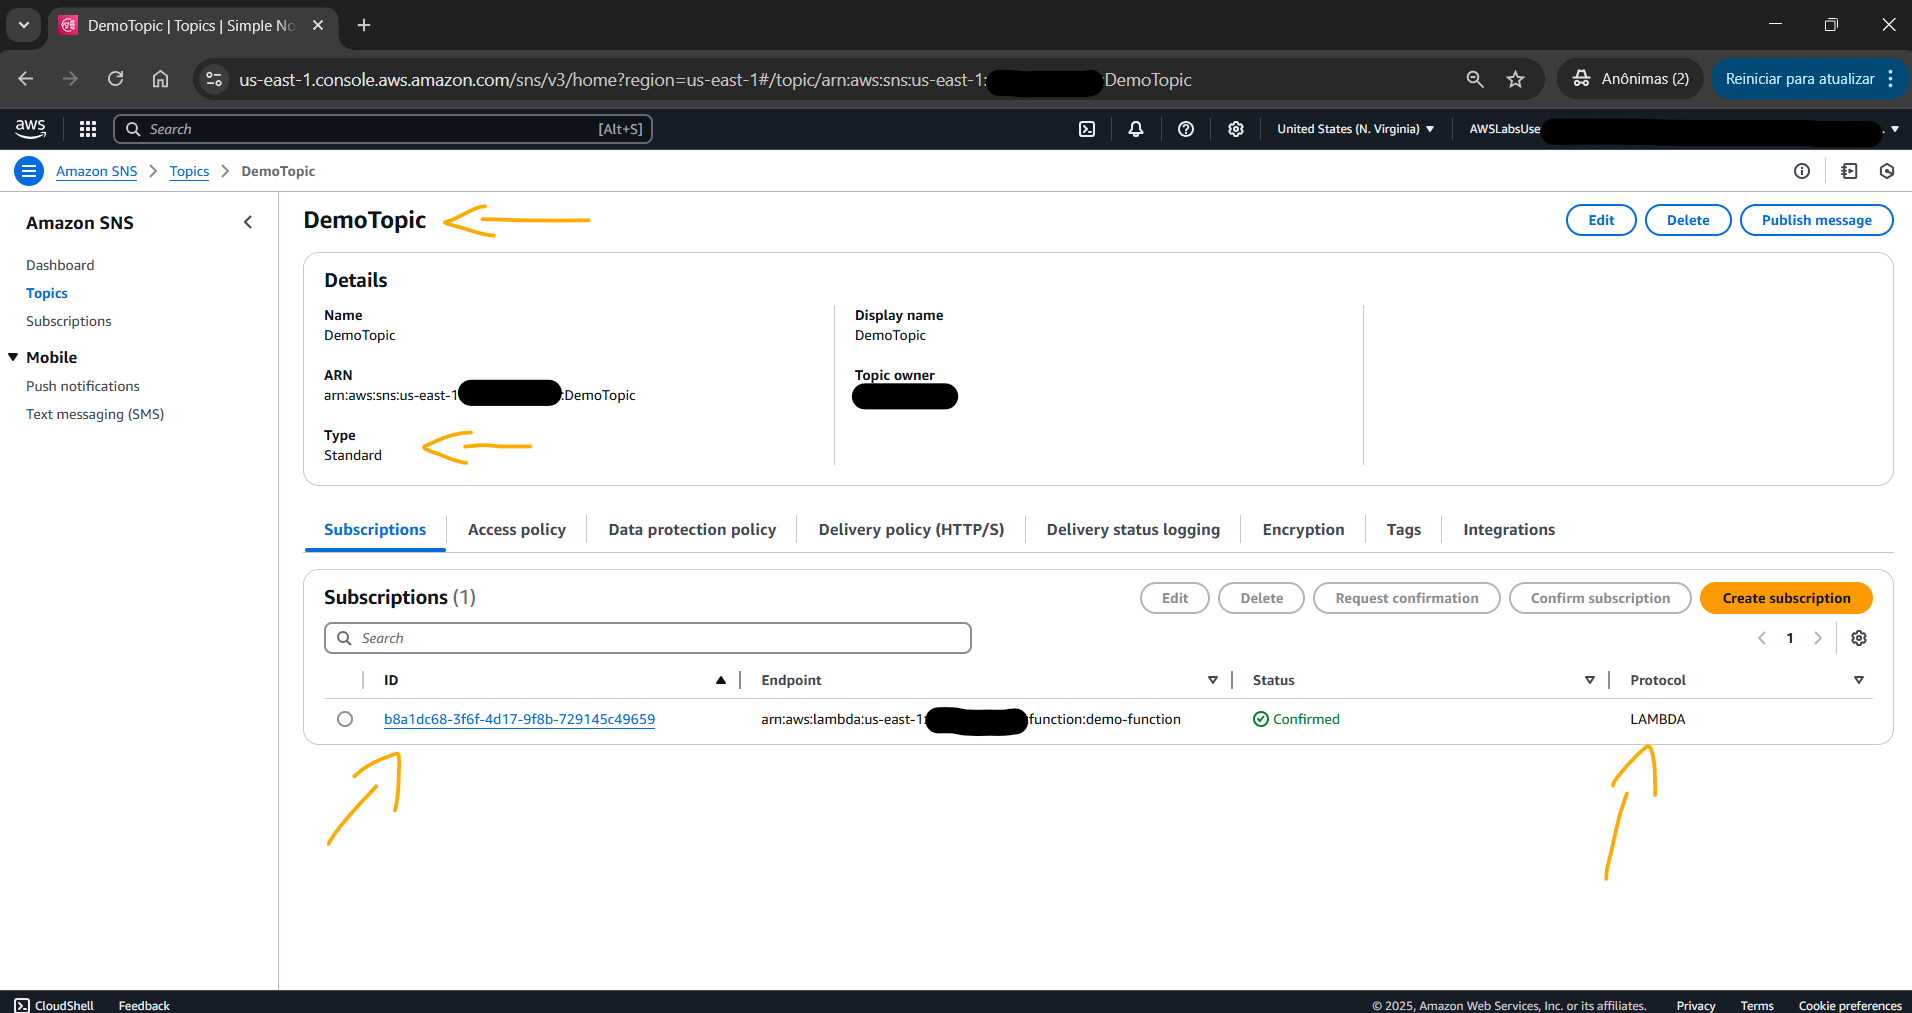 DemoTopic | Topics | Simple No
us-east-1.console.aws.amazon.com/sns/v3/home?region=us-east-1#/topic/arn:aws:sns:us-east-1: DemoTopic
Anônimas (2)
Reiniciar para atualizar
aws
Search
[Alt+S]
United States (N. Virginia)
AWSLabsUse
Amazon SNS
Topics
DemoTopic
Amazon SNS
Dashboard
Topics
Subscriptions
Mobile
Push notifications
Text messaging (SMS)
DemoTopic
Edit
Delete
Publish message
Details
Name
DemoTopic
Display name
DemoTopic
ARN
arn:aws:sns:us-east-1 :DemoTopic
Topic owner
Type
Standard
Subscriptions
Access policy
Data protection policy
Delivery policy (HTTP/S)
Delivery status logging
Encryption
Tags
Integrations
Subscriptions (1)
Edit
Delete
Request confirmation
Confirm subscription
Create subscription
Search
1
ID
Endpoint
Status
Protocol
b8a1dc68-3f6f-4d17-9f8b-729145c49659
arn:aws:lambda:us-east-1: function:demo-function
Confirmed
LAMBDA
CloudShell
Feedback
© 2025, Amazon Web Services, Inc. or its affiliates.
Privacy
Terms
Cookie preferences